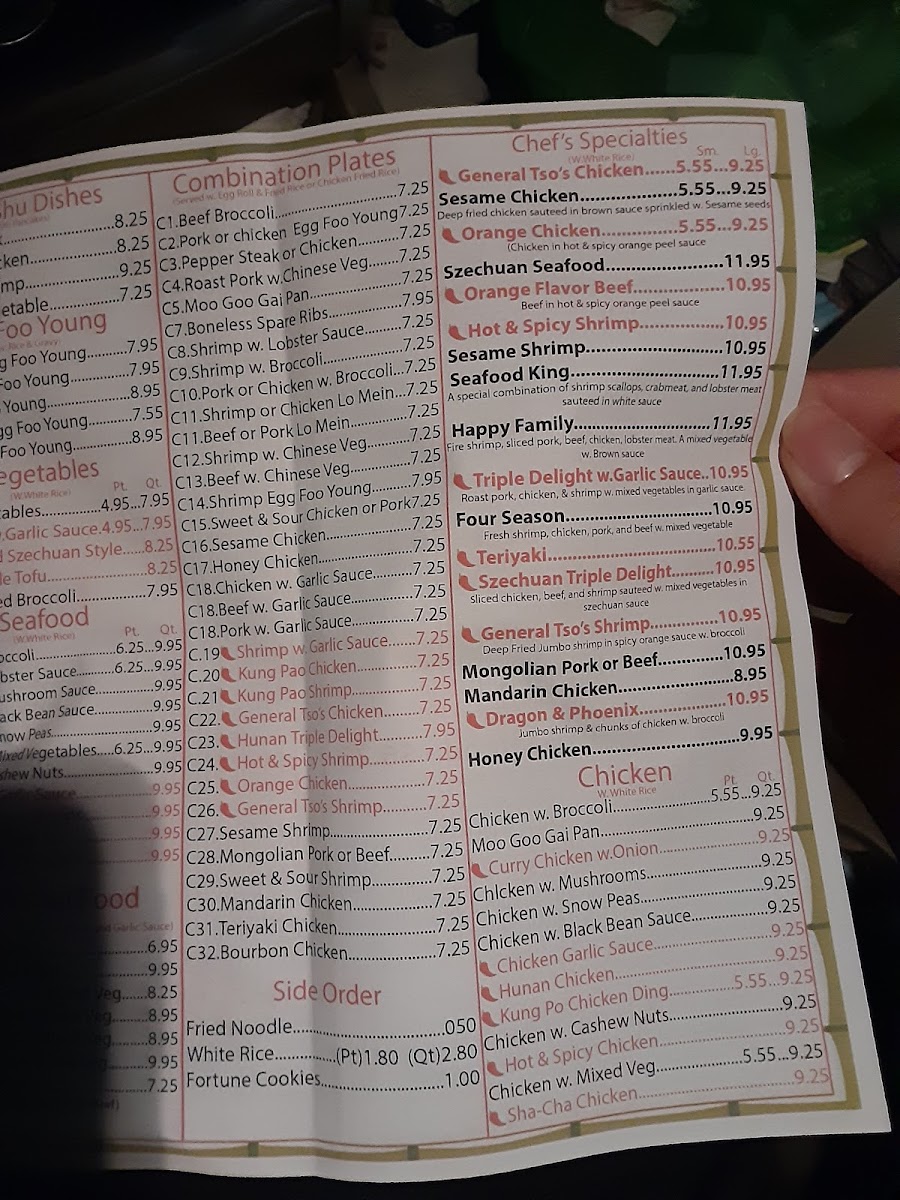 hu Dishes
8.25
ken 8.25
mp 9.25
etable 7.25
Foo Young
g Foo Young 7.95
Foo Young 7.95
Young 8.95
gg Foo Young 7.55
Foo Young 8.95
egetables
(W.White Rice)
Pt. Qt.
ables 4.95...7.95
.Garlic Sauce.4.95...7.95
d Szechuan Style.....8.25
le Tofu 8.25
ed Broccoli 7.95
Seafood
(W.White Rice)
Pt. Qt.
occoli 6.25...9.95
bster Sauce 6.25...9.95
ushroom Sauce 9.95
ack Bean Sauce 9.95
now Peas 9.95
Mixed Vegetables.....6.25...9.95
shew Nuts 9.95
9.95
9.95
9.95
9.95
ood
d Garlic Sauce)
6.95
9.95
Veg.......8.25
8.95
8.95
9.95
7.25
Combination Plates
(Served w. Egg Roll & Fried Rice or Chicken Fried Rice)
C1.Beef Broccoli 7.25
C2.Pork or chicken Egg Foo Young7.25
C3.Pepper Steak or Chicken 7.25
C4.Roast Pork w.Chinese Veg 7.25
C5.Moo Goo Gai Pan 7.25
C7.Boneless Spare Ribs 7.95
C8.Shrimp w. Lobster Sauce 7.25
C9.Shrimp w. Broccoli 7.25
C10.Pork or Chicken w. Broccoli...7.25
C11.Shrimp or Chicken Lo Mein...7.25
C11.Beef or Pork Lo Mein 7.25
C12.Shrimp w. Chinese Veg 7.25
C13.Beef w. Chinese Veg 7.25
C14.Shrimp Egg Foo Young 7.95
C15.Sweet & Sour Chicken or Pork7.25
C16.Sesame Chicken 7.25
C17.Honey Chicken 7.25
C18.Chicken w. Garlic Sauce 7.25
C18.Beef w. Garlic Sauce 7.25
C18.Pork w. Garlic Sauce 7.25
C.19 Shrimp w Garlic Sauce 7.25
C.20 Kung Pao Chicken 7.25
C.21 Kung Pao Shrimp 7.25
C22. General Tso's Chicken 7.25
C23. Hunan Triple Delight 7.95
C24. Hot & Spicy Shrimp 7.25
C25. Orange Chicken 7.25
C26. General Tso's Shrimp 7.25
C27.Sesame Shrimp 7.25
C28.Mongolian Pork or Beef 7.25
C29.Sweet & Sour Shrimp 7.25
C30.Mandarin Chicken 7.25
C31.Teriyaki Chicken 7.25
C32.Bourbon Chicken 7.25
Side Order
Fried Noodle 050
White Rice (Pt)1.80 (Qt)2.80
Fortune Cookies 1.00
Chef's Specialties
(W.White Rice)
Sm. Lg.
General Tso's Chicken......5.55...9.25
Sesame Chicken 5.55...9.25
Deep fried chicken sauteed in brown sauce sprinkled w. Sesame seeds
Orange Chicken 5.55...9.25
(Chicken in hot & spicy orange peel sauce
Szechuan Seafood 11.95
Orange Flavor Beef 10.95
Beef in hot & spicy orange peel sauce
Hot & Spicy Shrimp 10.95
Sesame Shrimp 10.95
Seafood King 11.95
A special combination of shrimp scallops, crabmeat, and lobster meat
sauteed in white sauce
Happy Family 11.95
Fire shrimp, sliced pork, beef, chicken, lobster meat. A mixed vegetable
w. Brown sauce
Triple Delight w.Garlic Sauce..10.95
Roast pork, chicken, & shrimp w. mixed vegetables in garlic sauce.
Four Season 10.95
Fresh shrimp, chicken, pork, and beef w. mixed vegetable
Teriyaki 10.55
Szechuan Triple Delight 10.95
Sliced chicken, beef, and shrimp sauteed w. mixed vegetables in
szechuan sauce
General Tso's Shrimp 10.95
Deep Fried Jumbo shrimp in spicy orange sauce w. broccoli
Mongolian Pork or Beef 10.95
Mandarin Chicken 8.95
Dragon & Phoenix 10.95
Jumbo shrimp & chunks of chicken w. broccoli
Honey Chicken 9.95
Chicken
W.White Rice
Pt. Qt.
Chicken w. Broccoli 5.55...9.25
Moo Goo Gai Pan 9.25
Curry Chicken w.Onion 9.25
Chlcken w. Mushrooms 9.25
Chicken w. Snow Peas 9.25
Chicken w. Black Bean Sauce 9.25
Chicken Garlic Sauce 9.25
Hunan Chicken 9.25
Kung Po Chicken Ding 5.55...9.25
Chicken w. Cashew Nuts 9.25
Hot & Spicy Chicken 9.25
Chicken w. Mixed Veg 5.55...9.25
Sha-Cha Chicken 9.25